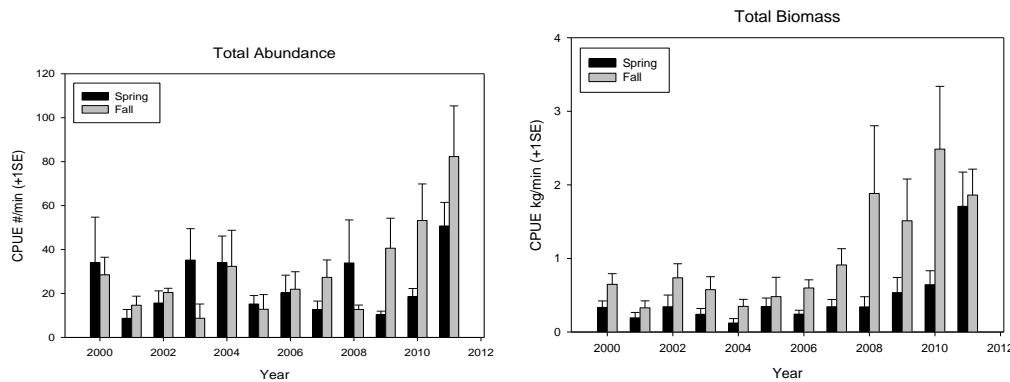 Total Abundance
CPUE #/min (+1SE)
120
100
80
60
40
20
0
Spring
Fall
2000 2002 2004 2006 2008 2010 2012
Year
Total Biomass
CPUE kg/min (+1SE)
4
3
2
1
0
Spring
Fall
2000 2002 2004 2006 2008 2010 2012
Year